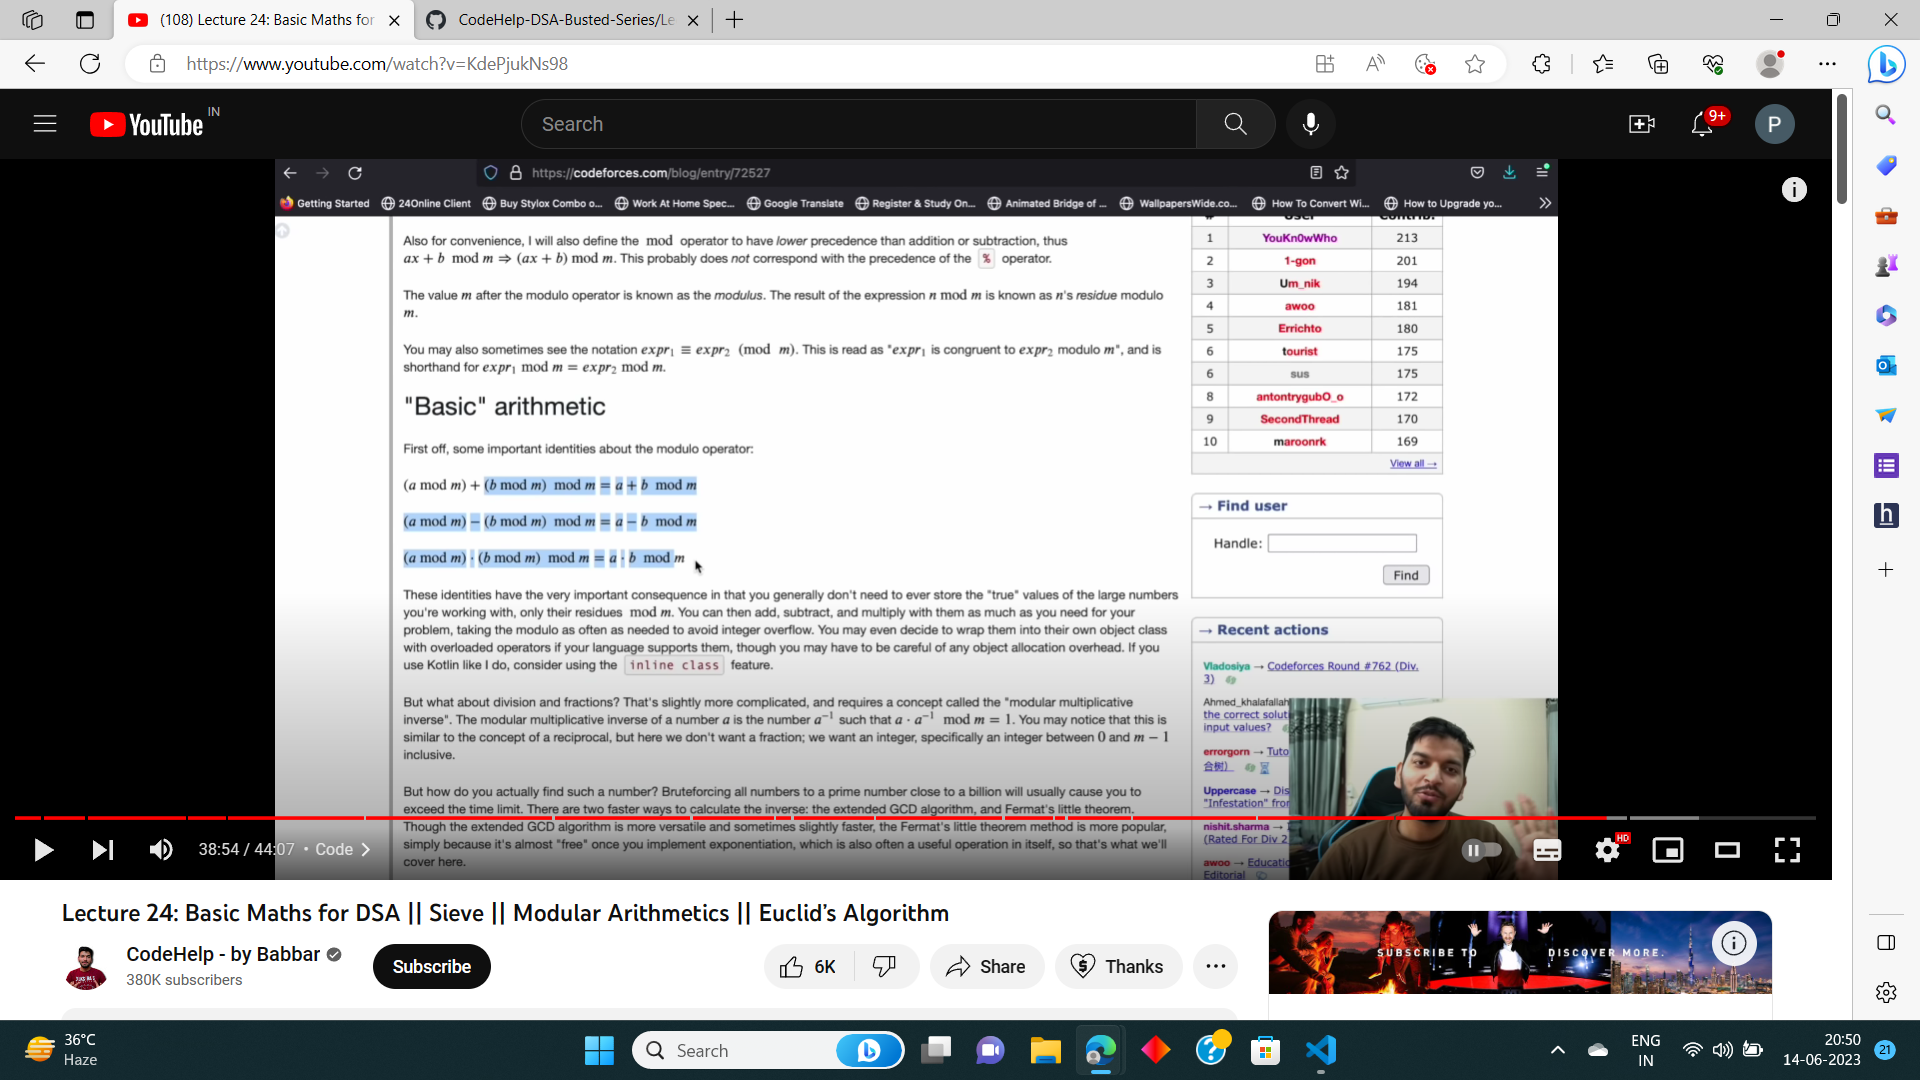 (108) Lecture 24: Basic Maths for
CodeHelp-DSA-Busted-Series/Le
https://www.youtube.com/watch?v=KdePjukNs98
YouTube IN
Search
9+
P
https://codeforces.com/blog/entry/72527
Getting Started 24Online Client Buy Stylox Combo o... Work At Home Spec... Google Translate Register & Study On... Animated Bridge of ... WallpapersWide.co... How To Convert Wi... How to Upgrade yo...
Also for convenience, I will also define the mod operator to have lower precedence than addition or subtraction, thus
ax + b mod m ⇒ (ax + b) mod m. This probably does not correspond with the precedence of the % operator.
The value m after the modulo operator is known as the modulus. The result of the expression n mod m is known as n's residue modulo
m.
You may also sometimes see the notation expr₁ ≡ expr₂ (mod m). This is read as "expr₁ is congruent to expr₂ modulo m", and is
shorthand for expr₁ mod m = expr₂ mod m.
"Basic" arithmetic
First off, some important identities about the modulo operator:
(a mod m) + (b mod m) mod m = a + b mod m
(a mod m) − (b mod m) mod m = a − b mod m
(a mod m) · (b mod m) mod m = a · b mod m
These identities have the very important consequence in that you generally don't need to ever store the "true" values of the large numbers
you're working with, only their residues mod m. You can then add, subtract, and multiply with them as much as you need for your
problem, taking the modulo as often as needed to avoid integer overflow. You may even decide to wrap them into their own object class
with overloaded operators if your language supports them, though you may have to be careful of any object allocation overhead. If you
use Kotlin like I do, consider using the inline class feature.
But what about division and fractions? That's slightly more complicated, and requires a concept called the "modular multiplicative
inverse". The modular multiplicative inverse of a number a is the number a⁻¹ such that a · a⁻¹ mod m = 1. You may notice that this is
similar to the concept of a reciprocal, but here we don't want a fraction; we want an integer, specifically an integer between 0 and m − 1
inclusive.
But how do you actually find such a number? Bruteforcing all numbers to a prime number close to a billion will usually cause you to
exceed the time limit. There are two faster ways to calculate the inverse: the extended GCD algorithm, and Fermat's little theorem.
Though the extended GCD algorithm is more versatile and sometimes slightly faster, the Fermat's little theorem method is more popular,
simply because it's almost "free" once you implement exponentiation, which is also often a useful operation in itself, so that's what we'll
cover here.
# User Contrib.
1 YouKn0wWho 213
2 1-gon 201
3 Um_nik 194
4 awoo 181
5 Errichto 180
6 tourist 175
6 sus 175
8 antontrygubO_o 172
9 SecondThread 170
10 maroonrk 169
View all →
→ Find user
Handle:
Find
→ Recent actions
Vladosiya → Codeforces Round #762 (Div.
3)
Ahmed_khalafallah
the correct solut
input values?
errorgorn → Tuto
合树)
Uppercase → Dis
"Infestation" from
nishit.sharma →
(Rated For Div 2
awoo → Educatio
Editorial
38:54 / 44:07 • Code
HD
Lecture 24: Basic Maths for DSA || Sieve || Modular Arithmetics || Euclid's Algorithm
CodeHelp - by Babbar
380K subscribers
Subscribe
6K
Share
Thanks
SUBSCRIBE TO DISCOVER MORE.
36°C
Haze
Search
ENG
IN
20:50
14-06-2023
21